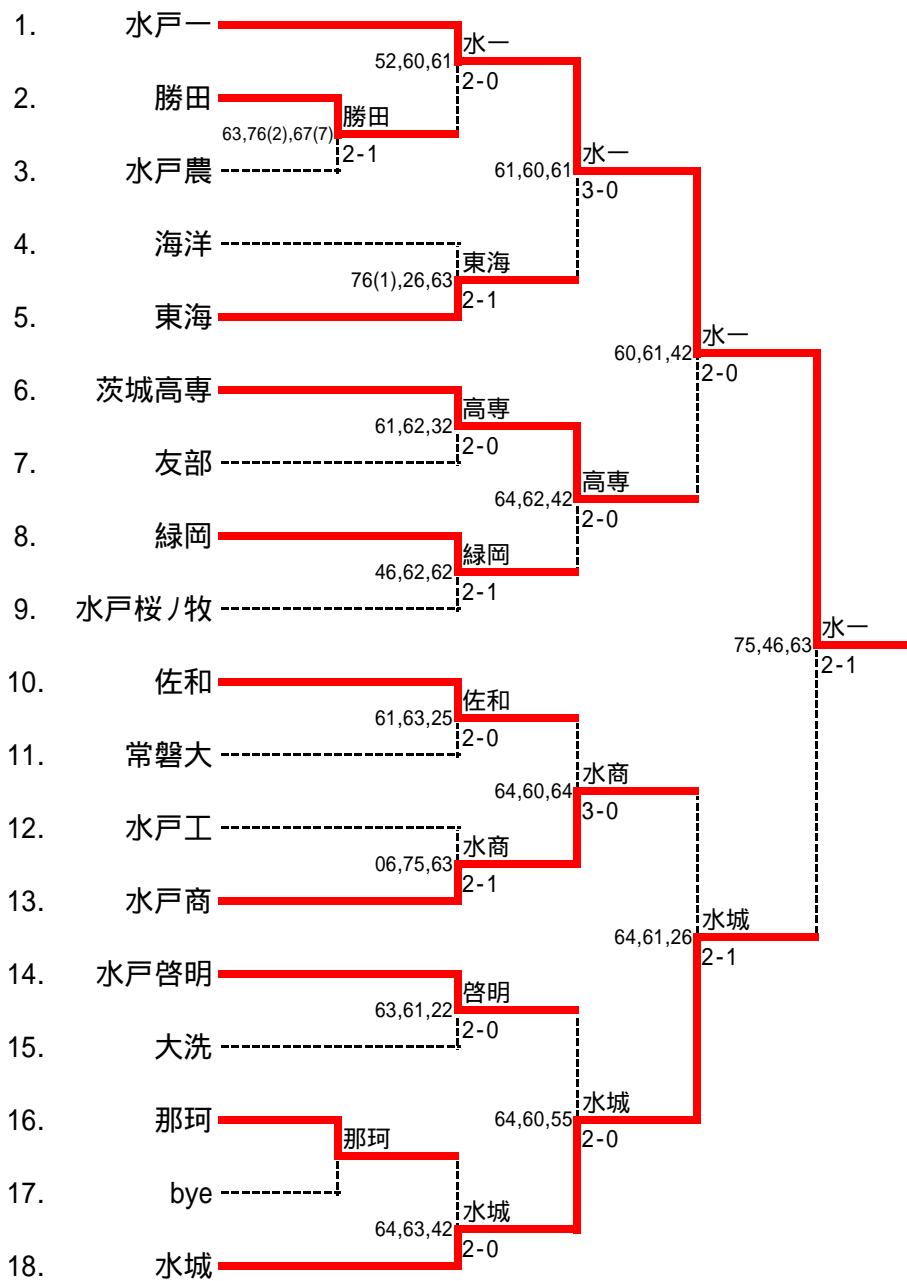 1. 水戸一
水一
52,60,61
2-0
2. 勝田
勝田
63,76(2),67(7)
2-1
3. 水戸農
水一
61,60,61
3-0
4. 海洋
東海
76(1),26,63
2-1
5. 東海
水一
60,61,42
2-0
6. 茨城高専
高専
61,62,32
2-0
7. 友部
高専
64,62,42
2-0
8. 緑岡
緑岡
46,62,62
2-1
9. 水戸桜ノ牧
水一
75,46,63
2-1
10. 佐和
佐和
61,63,25
2-0
11. 常磐大
水商
64,60,64
3-0
12. 水戸工
水商
06,75,63
2-1
13. 水戸商
水城
64,61,26
2-1
14. 水戸啓明
啓明
63,61,22
2-0
15. 大洗
水城
64,60,55
2-0
16. 那珂
那珂
17. bye
水城
64,63,42
2-0
18. 水城